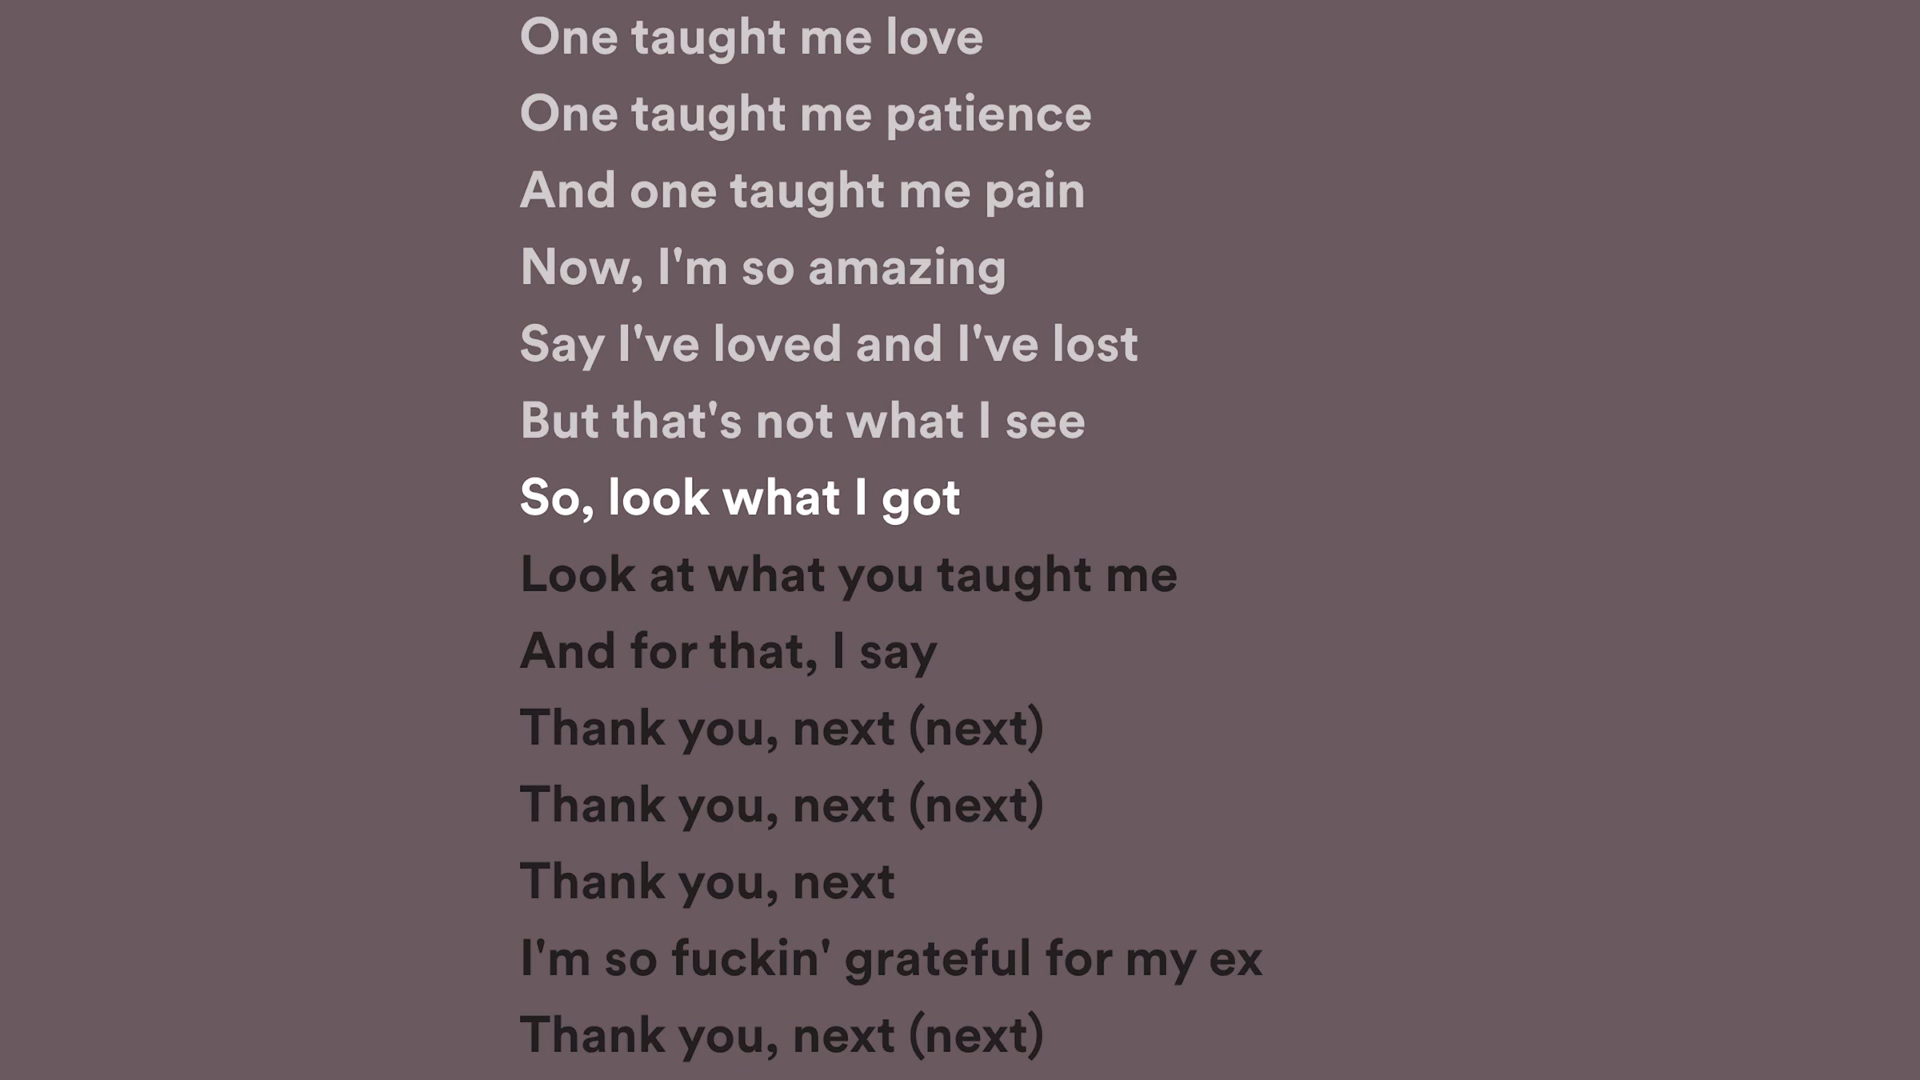 One taught me love
One taught me patience
And one taught me pain
Now, I'm so amazing
Say I've loved and I've lost
But that's not what I see
So, look what I got
Look at what you taught me
And for that, I say
Thank you, next (next)
Thank you, next (next)
Thank you, next
I'm so fuckin' grateful for my ex
Thank you, next (next)